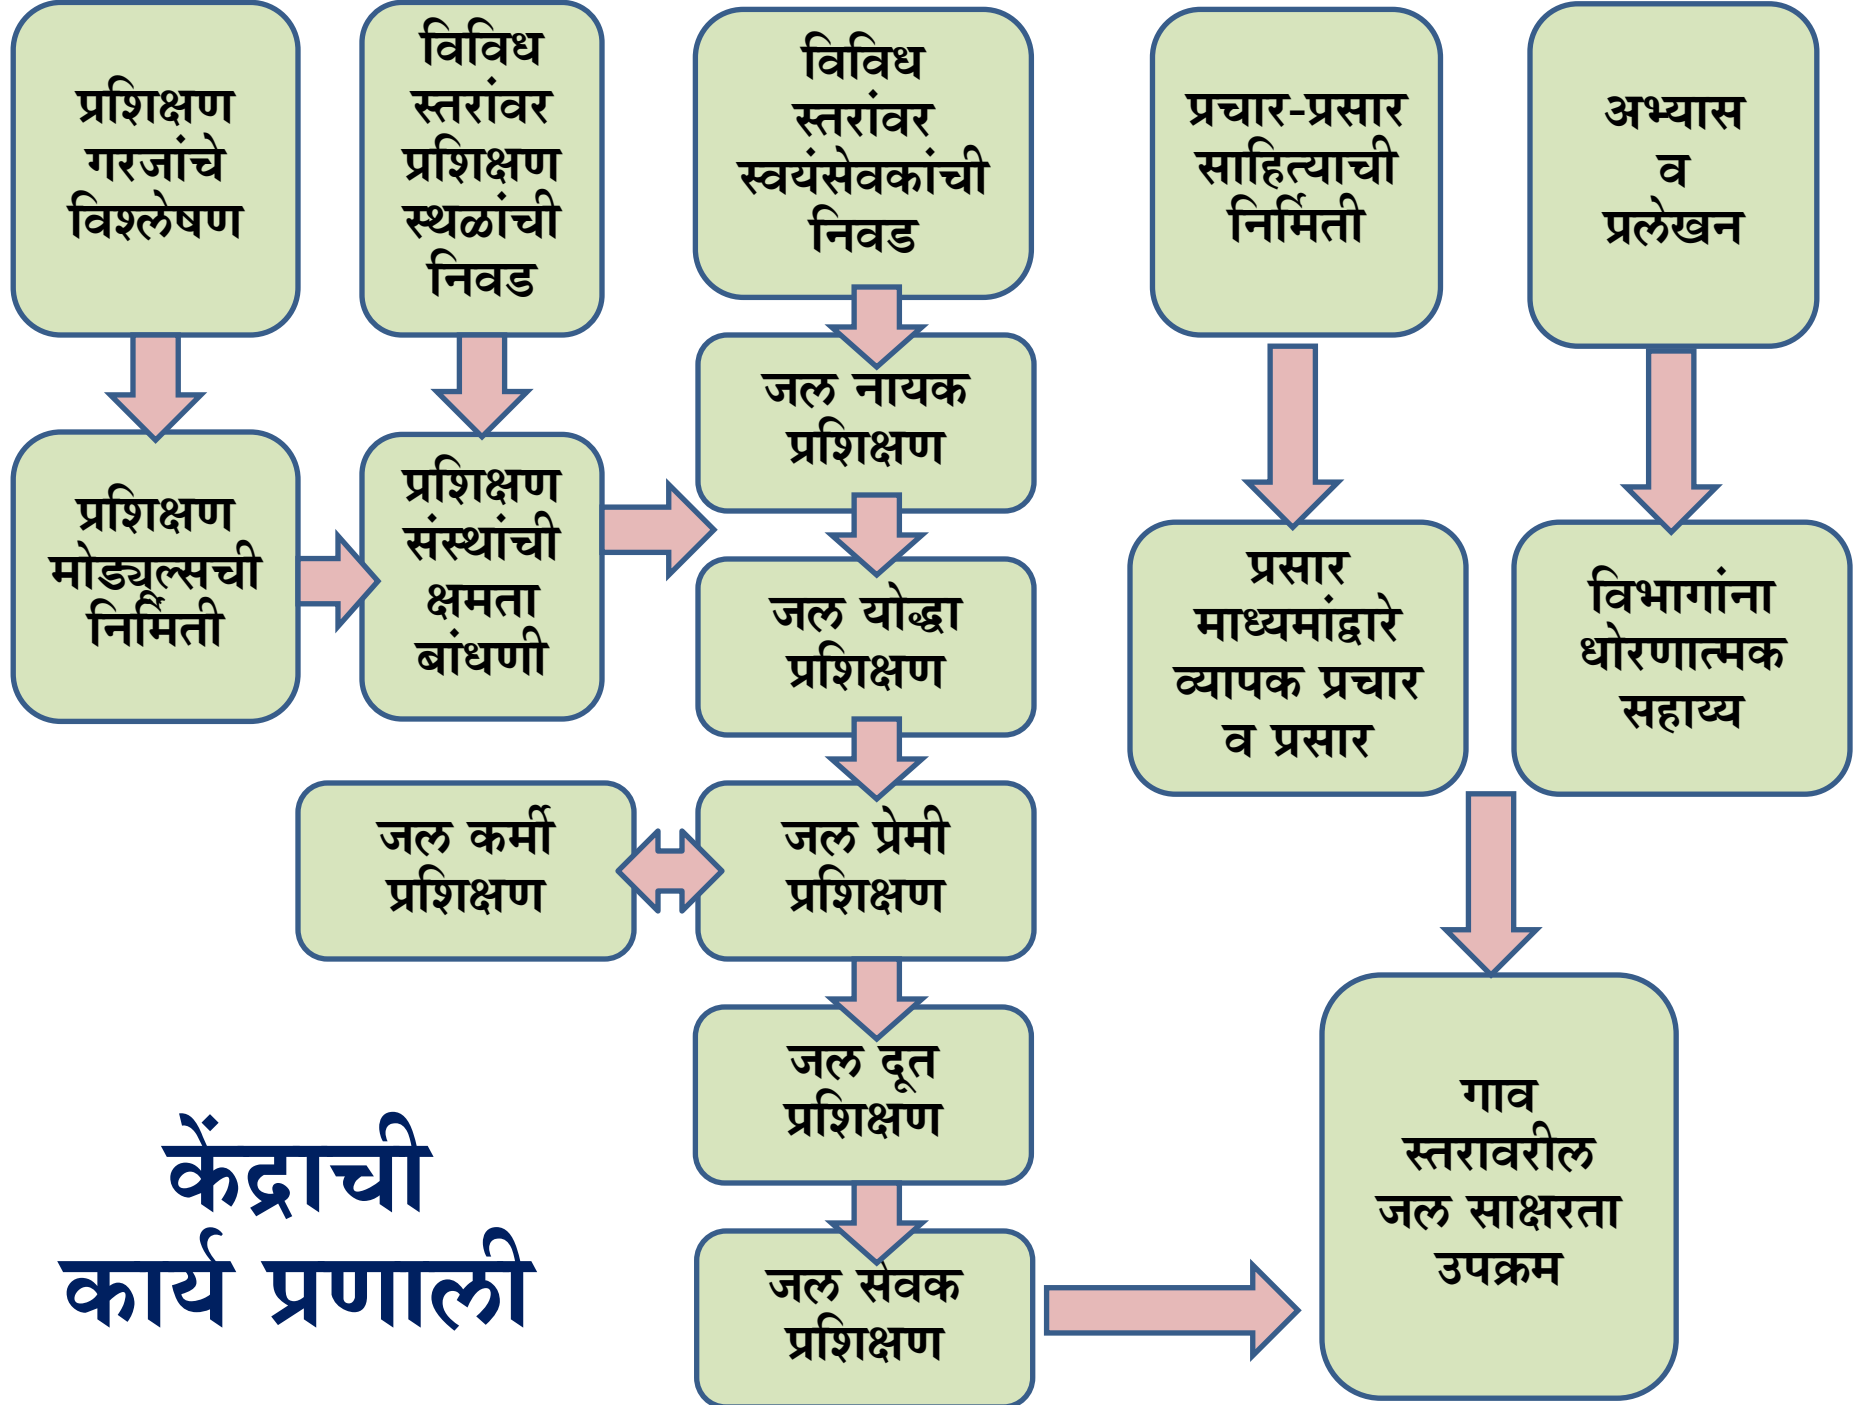 प्रशिक्षण
गरजांचे
विश्लेषण
विविध
स्तरांवर
प्रशिक्षण
स्थळांची
निवड
विविध
स्तरांवर
स्वयंसेवकांची
निवड
प्रचार-प्रसार
साहित्याची
निर्मिती
अभ्यास
व
प्रलेखन
प्रशिक्षण
मोड्यूल्सची
निर्मिती
प्रशिक्षण
संस्थांची
क्षमता
बांधणी
जल नायक
प्रशिक्षण
जल योद्धा
प्रशिक्षण
प्रसार
माध्यमांद्वारे
व्यापक प्रचार
व प्रसार
विभागांना
धोरणात्मक
सहाय्य
जल कर्मी
प्रशिक्षण
जल प्रेमी
प्रशिक्षण
जल दूत
प्रशिक्षण
जल सेवक
प्रशिक्षण
गाव
स्तरावरील
जल साक्षरता
उपक्रम
केंद्राची
कार्य प्रणाली